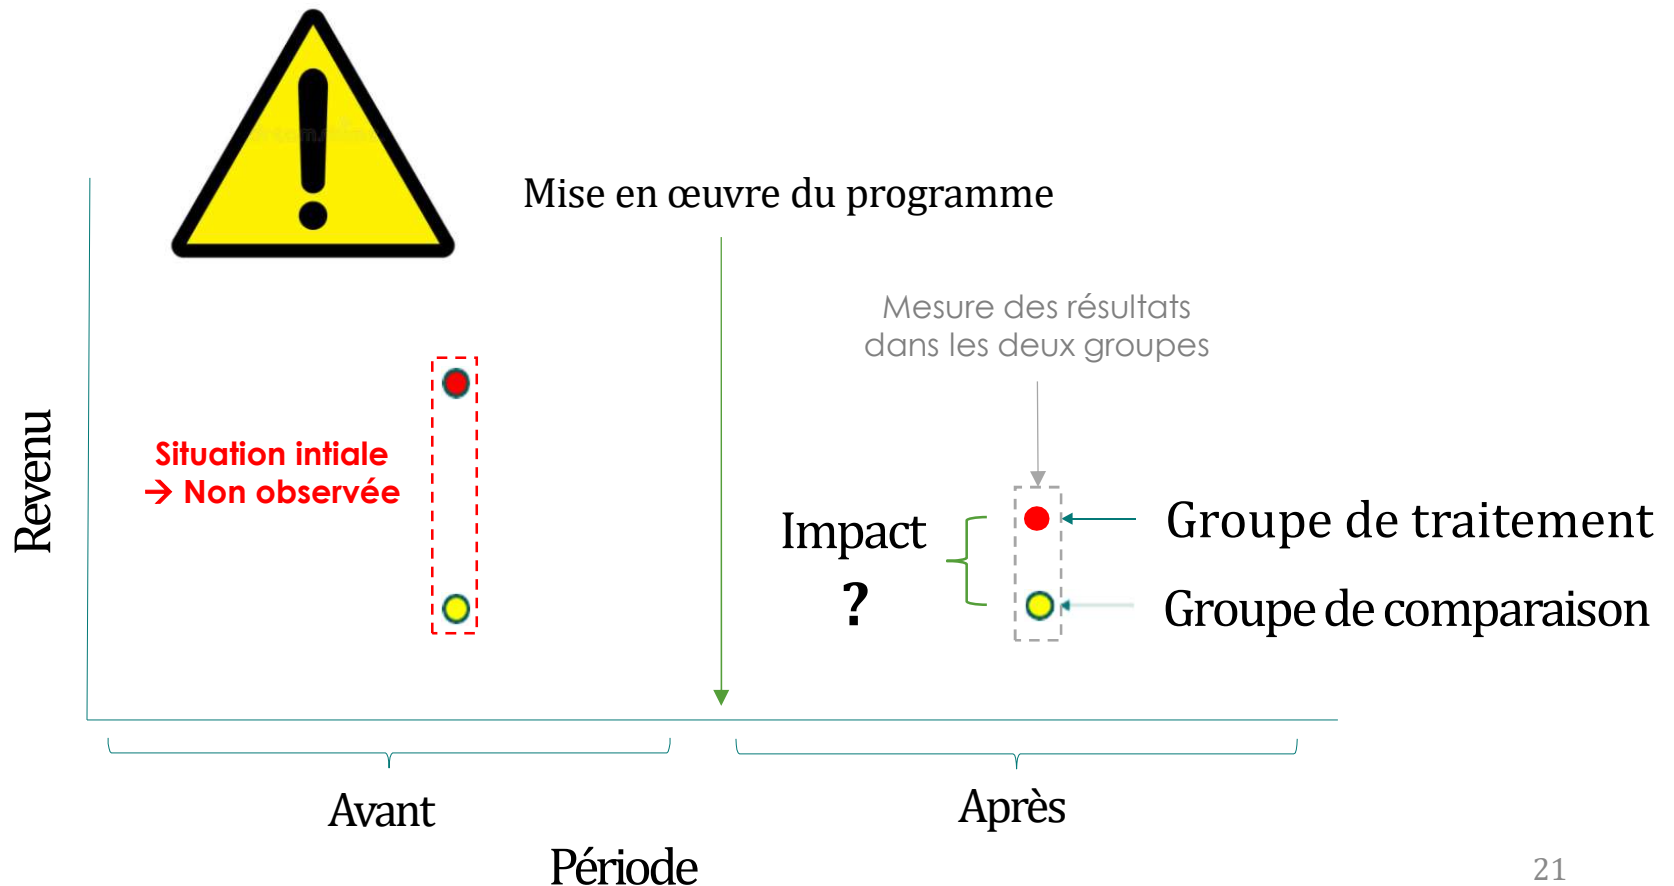 Mise en œuvre du programme
Mesure des résultats
dans les deux groupes
Revenu
Situation intiale
→ Non observée
Impact
?
Groupe de traitement
Groupe de comparaison
Avant
Après
Période
21